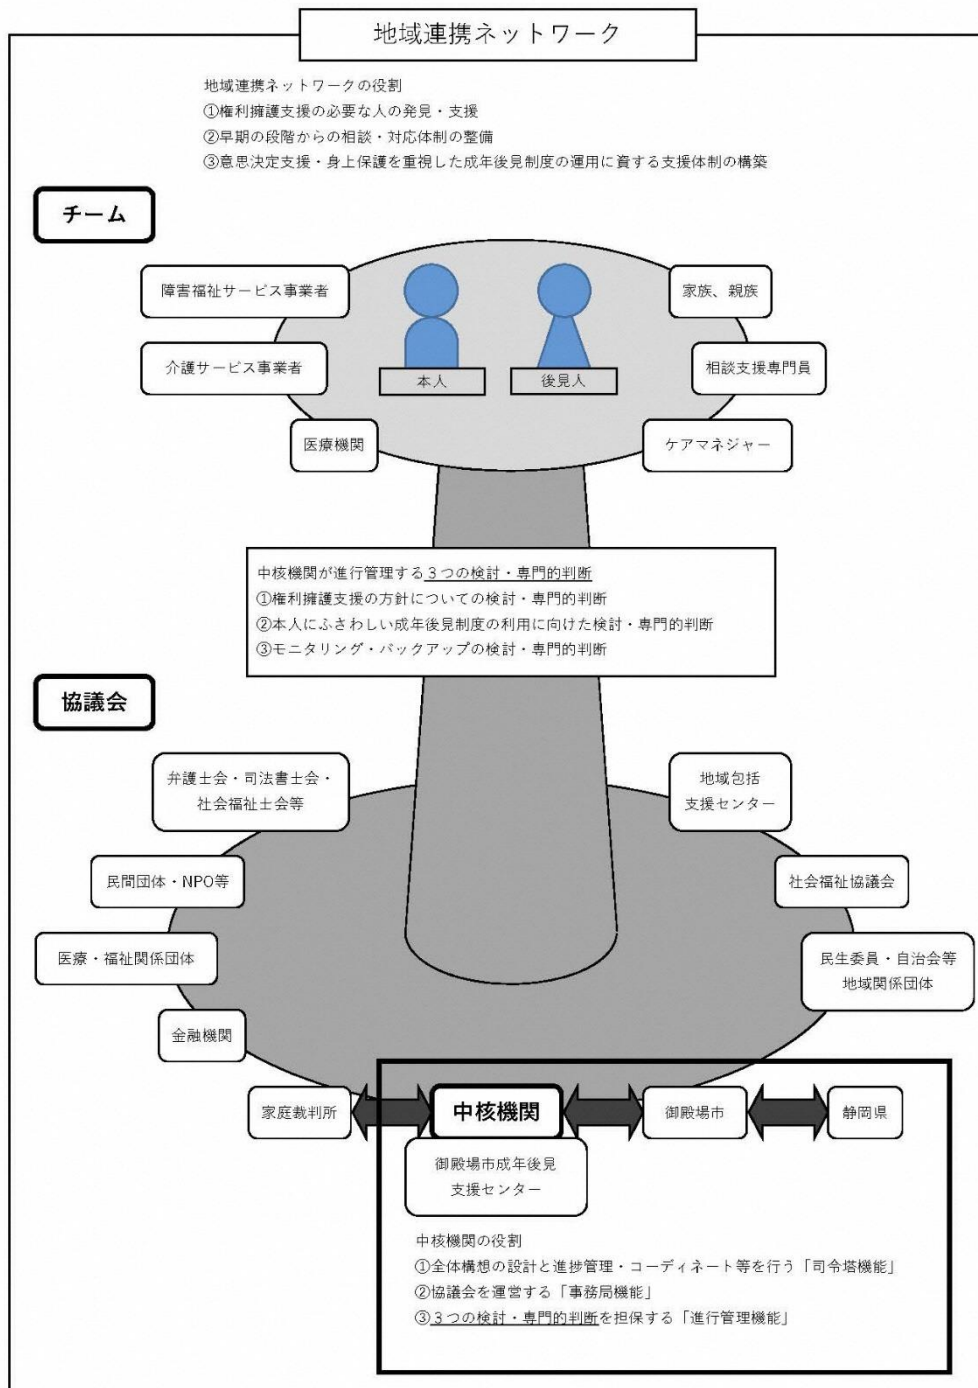 地域連携ネットワーク
地域連携ネットワークの役割
①権利擁護支援の必要な人の発見・支援
②早期の段階からの相談・対応体制の整備
③意思決定支援・身上保護を重視した成年後見制度の運用に資する支援体制の構築
チーム
障害福祉サービス事業者
家族、親族
介護サービス事業者
相談支援専門員
本人
後見人
医療機関
ケアマネジャー
中核機関が進行管理する３つの検討・専門的判断
①権利擁護支援の方針についての検討・専門的判断
②本人にふさわしい成年後見制度の利用に向けた検討・専門的判断
③モニタリング・バックアップの検討・専門的判断
協議会
弁護士会・司法書士会・
社会福祉士会等
地域包括
支援センター
民間団体・NPO等
社会福祉協議会
医療・福祉関係団体
民生委員・自治会等
地域関係団体
金融機関
家庭裁判所
中核機関
御殿場市
静岡県
御殿場市成年後見
支援センター
中核機関の役割
①全体構想の設計と進捗管理・コーディネート等を行う「司令塔機能」
②協議会を運営する「事務局機能」
③３つの検討・専門的判断を担保する「進行管理機能」